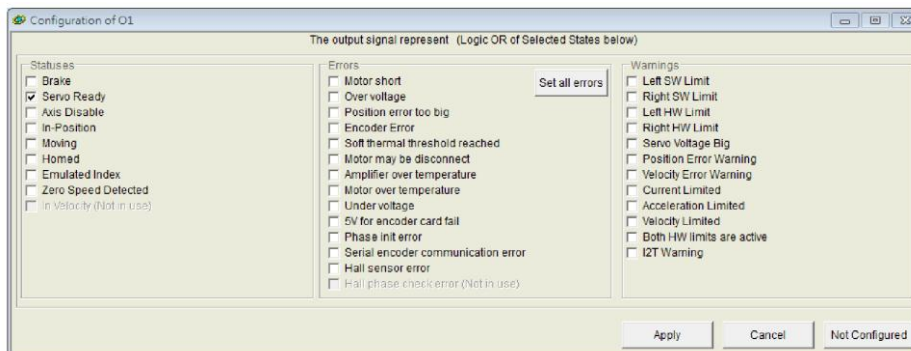 Configuration of O1
The output signal represent (Logic OR of Selected States below)
Statuses
Brake
Servo Ready
Axis Disable
In-Position
Moving
Homed
Emulated Index
Zero Speed Detected
In Velocity (Not in use)
Errors
Set all errors
Motor short
Over voltage
Position error too big
Encoder Error
Soft thermal threshold reached
Motor may be disconnect
Amplifier over temperature
Motor over temperature
Under voltage
5V for encoder card fail
Phase init error
Serial encoder communication error
Hall sensor error
Hall phase check error (Not in use)
Warnings
Left SW Limit
Right SW Limit
Left HW Limit
Right HW Limit
Servo Voltage Big
Position Error Warning
Velocity Error Warning
Current Limited
Acceleration Limited
Velocity Limited
Both HW limits are active
I2T Warning
Apply
Cancel
Not Configured